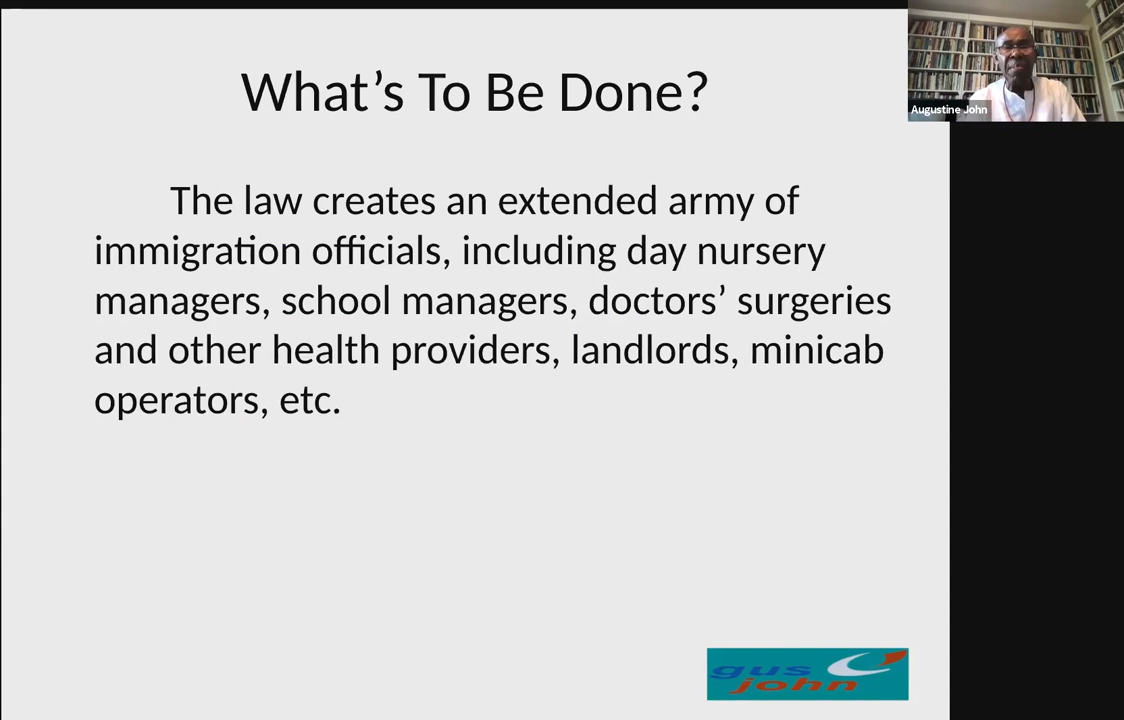 What’s To Be Done?
Augustine John
The law creates an extended army of
immigration officials, including day nursery
managers, school managers, doctors’ surgeries
and other health providers, landlords, minicab
operators, etc.
gus
john